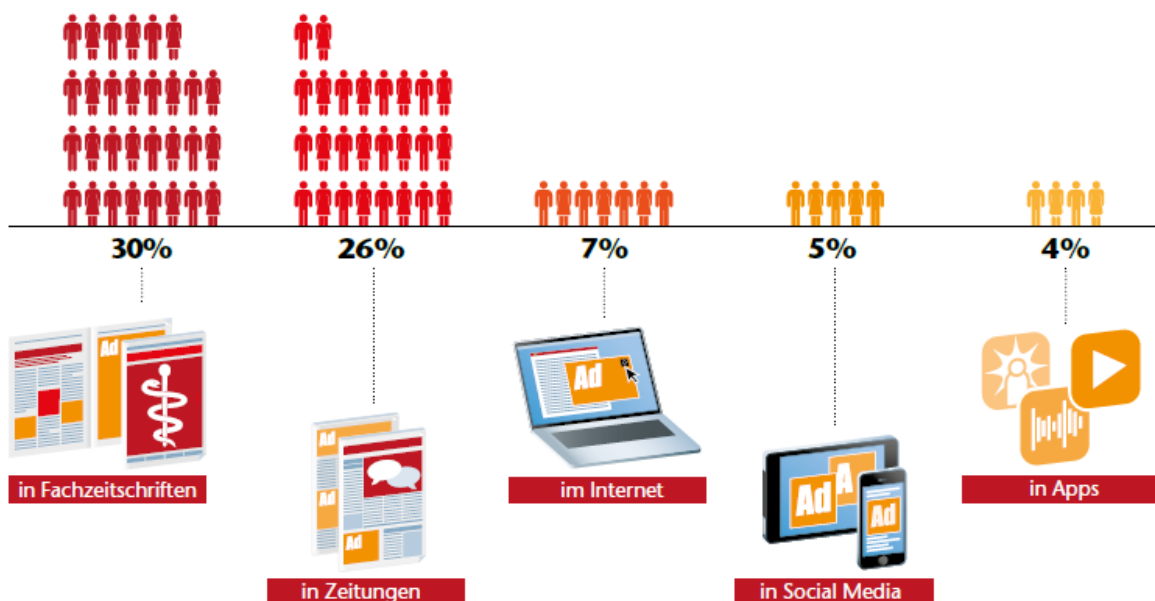 30%
26%
7%
5%
4%
Ad
in Fachzeitschriften
Ad
Ad
Ad
in Zeitungen
Ad
im Internet
Ad
A
Ad
in Social Media
in Apps